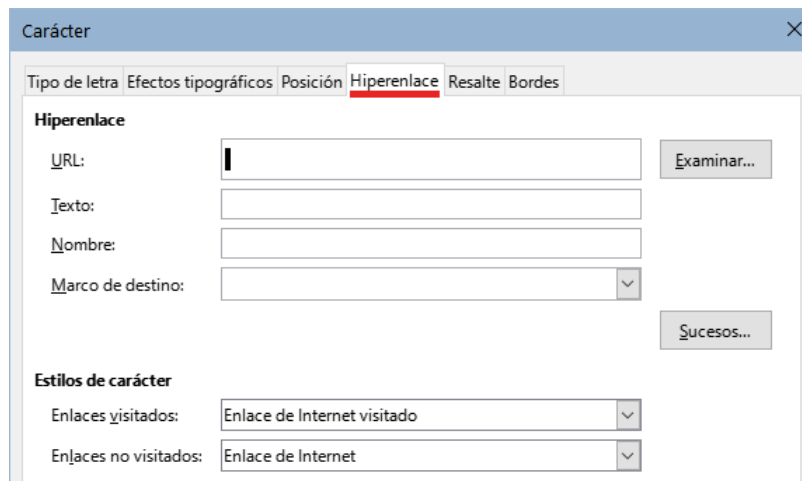 Carácter
Tipo de letra Efectos tipográficos Posición Hiperenlace Resalte Bordes
Hiperenlace
URL: Examinar...
Texto:
Nombre:
Marco de destino:
Sucesos...
Estilos de carácter
Enlaces visitados: Enlace de Internet visitado
Enlaces no visitados: Enlace de Internet